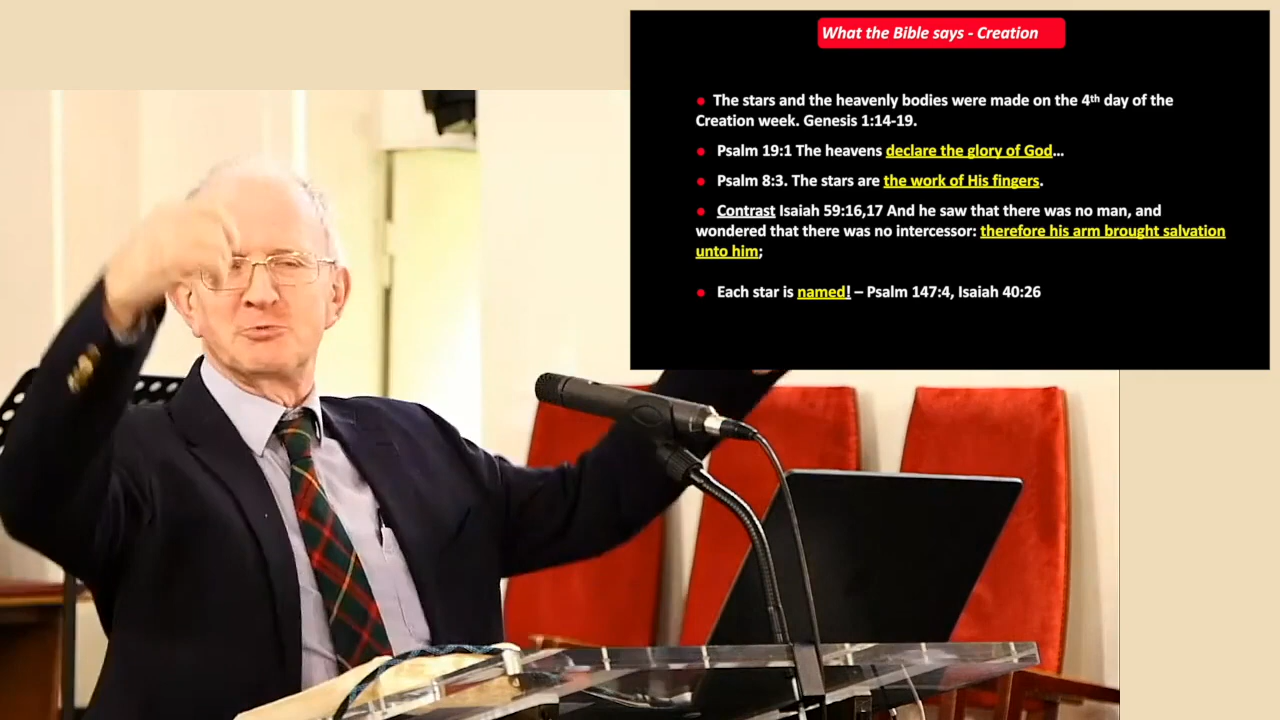 What the Bible says - Creation
● The stars and the heavenly bodies were made on the 4th day of the
Creation week. Genesis 1:14-19.
● Psalm 19:1 The heavens declare the glory of God...
● Psalm 8:3. The stars are the work of His fingers.
● Contrast Isaiah 59:16,17 And he saw that there was no man, and
wondered that there was no intercessor: therefore his arm brought salvation
unto him;
● Each star is named! – Psalm 147:4, Isaiah 40:26